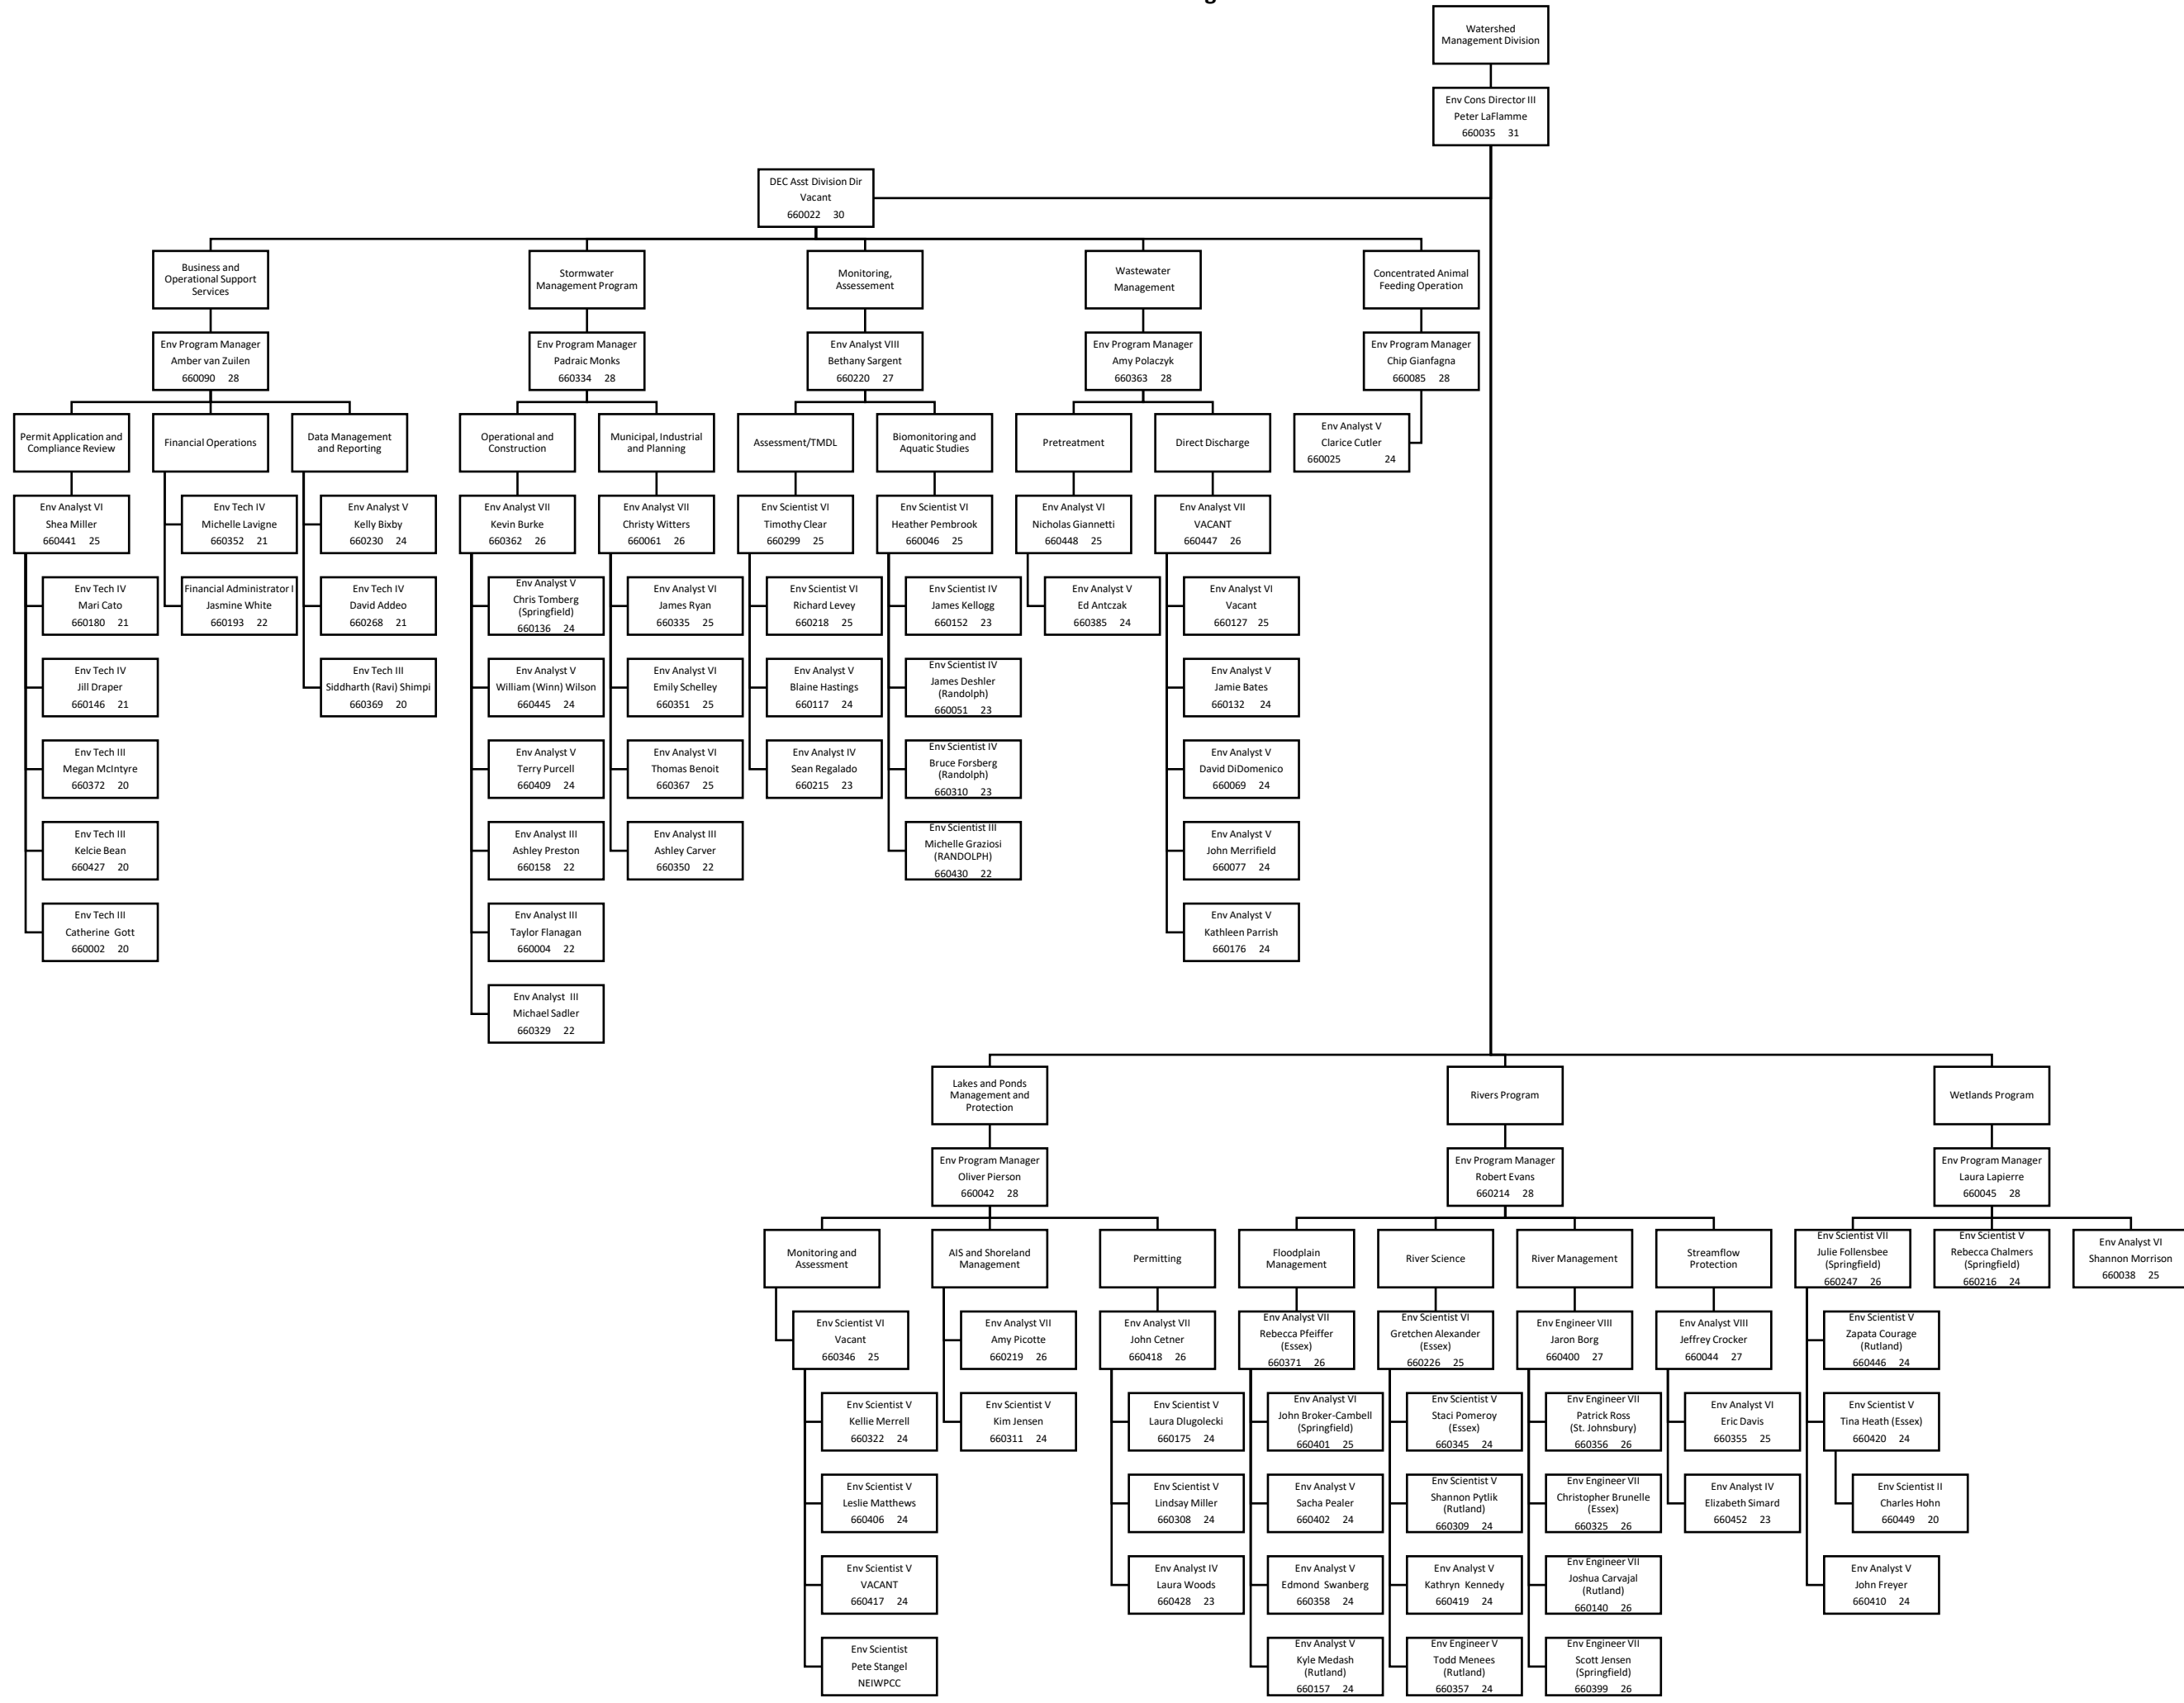 Watershed
Management Division
Env Cons Director III
Peter LaFlamme
660035 31
DEC Asst Division Dir
Vacant
660022 30
Business and
Operational Support
Services
Stormwater
Management Program
Monitoring,
Assessement
Wastewater
Management
Concentrated Animal
Feeding Operation
Env Program Manager
Amber van Zuilen
660090 28
Env Program Manager
Padraic Monks
660334 28
Env Analyst VIII
Bethany Sargent
660220 27
Env Program Manager
Amy Polaczyk
660363 28
Env Program Manager
Chip Gianfagna
660085 28
Permit Application and
Compliance Review
Financial Operations
Data Management
and Reporting
Operational and
Construction
Municipal, Industrial
and Planning
Assessment/TMDL
Biomonitoring and
Aquatic Studies
Pretreatment
Direct Discharge
Env Analyst V
Clarice Cutler
660025 24
Env Analyst VI
Shea Miller
660441 25
Env Tech IV
Michelle Lavigne
660352 21
Env Analyst V
Kelly Bixby
660230 24
Env Analyst VII
Kevin Burke
660362 26
Env Analyst VII
Christy Witters
660061 26
Env Scientist VI
Timothy Clear
660299 25
Env Scientist VI
Heather Pembrook
660046 25
Env Analyst VI
Nicholas Giannetti
660448 25
Env Analyst VII
VACANT
660447 26
Env Tech IV
Mari Cato
660180 21
Financial Administrator I
Jasmine White
660193 22
Env Tech IV
David Addeo
660268 21
Env Analyst V
Chris Tomberg
(Springfield)
660136 24
Env Analyst VI
James Ryan
660335 25
Env Scientist VI
Richard Levey
660218 25
Env Scientist IV
James Kellogg
660152 23
Env Analyst V
Ed Antczak
660385 24
Env Analyst VI
Vacant
660127 25
Env Tech IV
Jill Draper
660146 21
Env Tech III
Siddharth (Ravi) Shimpi
660369 20
Env Analyst V
William (Winn) Wilson
660445 24
Env Analyst VI
Emily Schelley
660351 25
Env Analyst V
Blaine Hastings
660117 24
Env Scientist IV
James Deshler
(Randolph)
660051 23
Env Analyst V
Jamie Bates
660132 24
Env Tech III
Megan McIntyre
660372 20
Env Analyst V
Terry Purcell
660409 24
Env Analyst VI
Thomas Benoit
660367 25
Env Analyst IV
Sean Regalado
660215 23
Env Scientist IV
Bruce Forsberg
(Randolph)
660310 23
Env Analyst V
David DiDomenico
660069 24
Env Tech III
Kelcie Bean
660427 20
Env Analyst III
Ashley Preston
660158 22
Env Analyst III
Ashley Carver
660350 22
Env Scientist III
Michelle Graziosi
(RANDOLPH)
660430 22
Env Analyst V
John Merrifield
660077 24
Env Tech III
Catherine Gott
660002 20
Env Analyst III
Taylor Flanagan
660004 22
Env Analyst V
Kathleen Parrish
660176 24
Env Analyst III
Michael Sadler
660329 22
Lakes and Ponds
Management and
Protection
Rivers Program
Wetlands Program
Env Program Manager
Oliver Pierson
660042 28
Env Program Manager
Robert Evans
660214 28
Env Program Manager
Laura Lapierre
660045 28
Monitoring and
Assessment
AIS and Shoreland
Management
Permitting
Floodplain
Management
River Science
River Management
Streamflow
Protection
Env Scientist VII
Julie Follensbee
(Springfield)
660247 26
Env Scientist V
Rebecca Chalmers
(Springfield)
660216 24
Env Analyst VI
Shannon Morrison
660038 25
Env Scientist VI
Vacant
660346 25
Env Analyst VII
Amy Picotte
660219 26
Env Analyst VII
John Cetner
660418 26
Env Analyst VII
Rebecca Pfeiffer
(Essex)
660371 26
Env Scientist VI
Gretchen Alexander
(Essex)
660226 25
Env Engineer VIII
Jaron Borg
660400 27
Env Analyst VIII
Jeffrey Crocker
660044 27
Env Scientist V
Zapata Courage
(Rutland)
660446 24
Env Scientist V
Kellie Merrell
660322 24
Env Scientist V
Kim Jensen
660311 24
Env Scientist V
Laura Dlugolecki
660175 24
Env Analyst VI
John Broker-Cambell
(Springfield)
660401 25
Env Scientist V
Staci Pomeroy
(Essex)
660345 24
Env Engineer VII
Patrick Ross
(St. Johnsbury)
660356 26
Env Analyst VI
Eric Davis
660355 25
Env Scientist V
Tina Heath (Essex)
660420 24
Env Scientist V
Leslie Matthews
660406 24
Env Scientist V
Lindsay Miller
660308 24
Env Analyst V
Sacha Pealer
660402 24
Env Scientist V
Shannon Pytlik
(Rutland)
660309 24
Env Engineer VII
Christopher Brunelle
(Essex)
660325 26
Env Analyst IV
Elizabeth Simard
660452 23
Env Scientist II
Charles Hohn
660449 20
Env Scientist V
VACANT
660417 24
Env Analyst IV
Laura Woods
660428 23
Env Analyst V
Edmond Swanberg
660358 24
Env Analyst V
Kathryn Kennedy
660419 24
Env Engineer VII
Joshua Carvajal
(Rutland)
660140 26
Env Analyst V
John Freyer
660410 24
Env Scientist
Pete Stangel
NEIWPCC
Env Analyst V
Kyle Medash
(Rutland)
660157 24
Env Engineer V
Todd Menees
(Rutland)
660357 24
Env Engineer VII
Scott Jensen
(Springfield)
660399 26